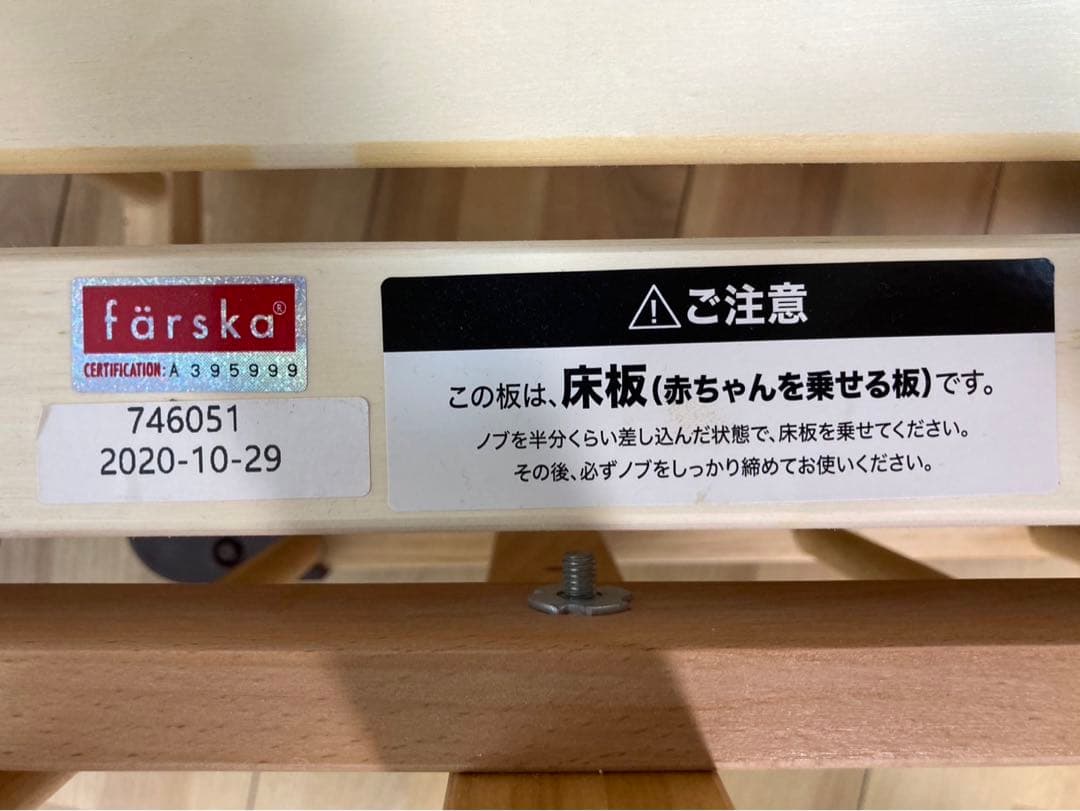 färska®
CERTIFICATION: A 395999
746051
2020-10-29
ご注意
この板は、床板(赤ちゃんを乗せる板)です。
ノブを半分くらい差し込んだ状態で、床板を乗せてください。
その後、必ずノブをしっかり締めてお使いください。